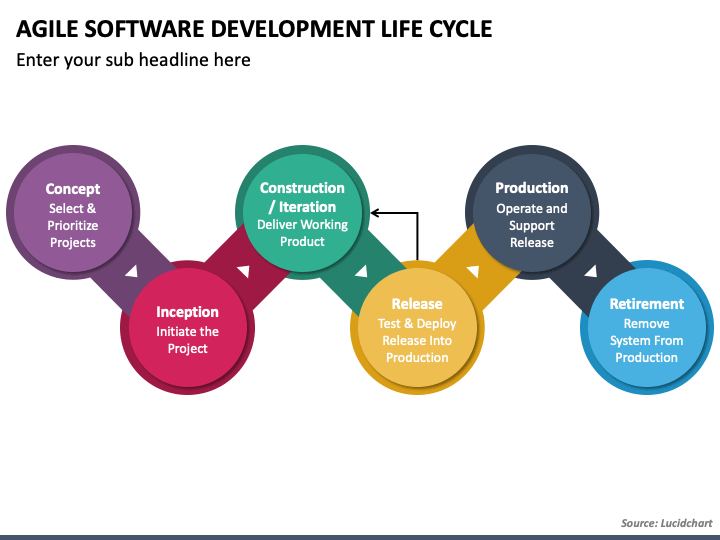 AGILE SOFTWARE DEVELOPMENT LIFE CYCLE
Enter your sub headline here
Concept
Select &
Prioritize
Projects
Inception
Initiate the
Project
Construction
/ Iteration
Deliver Working
Product
Release
Test & Deploy
Release Into
Production
Production
Operate and
Support
Release
Retirement
Remove
System From
Production
Source: Lucidchart